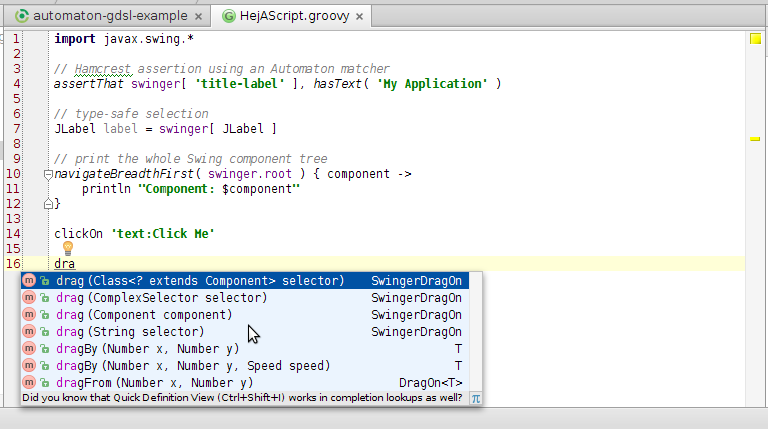 automaton-gdsl-example × HejAScript.groovy ×
1 import javax.swing.*
2
3 // Hamcrest assertion using an Automaton matcher
4 assertThat swinger[ 'title-label' ], hasText( 'My Application' )
5
6 // type-safe selection
7 JLabel label = swinger[ JLabel ]
8
9 // print the whole Swing component tree
10 navigateBreadthFirst( swinger.root ) { component ->
11 println "Component: $component"
12 }
13
14 clickOn 'text:Click Me'
15
16 dra
m drag(Class<? extends Component> selector) SwingerDragOn
m drag(ComplexSelector selector) SwingerDragOn
m drag(Component component) SwingerDragOn
m drag(String selector) SwingerDragOn
m dragBy(Number x, Number y) T
m dragBy(Number x, Number y, Speed speed) T
m dragFrom(Number x, Number y) DragOn<T>
Did you know that Quick Definition View (Ctrl+Shift+I) works in completion lookups as well? π